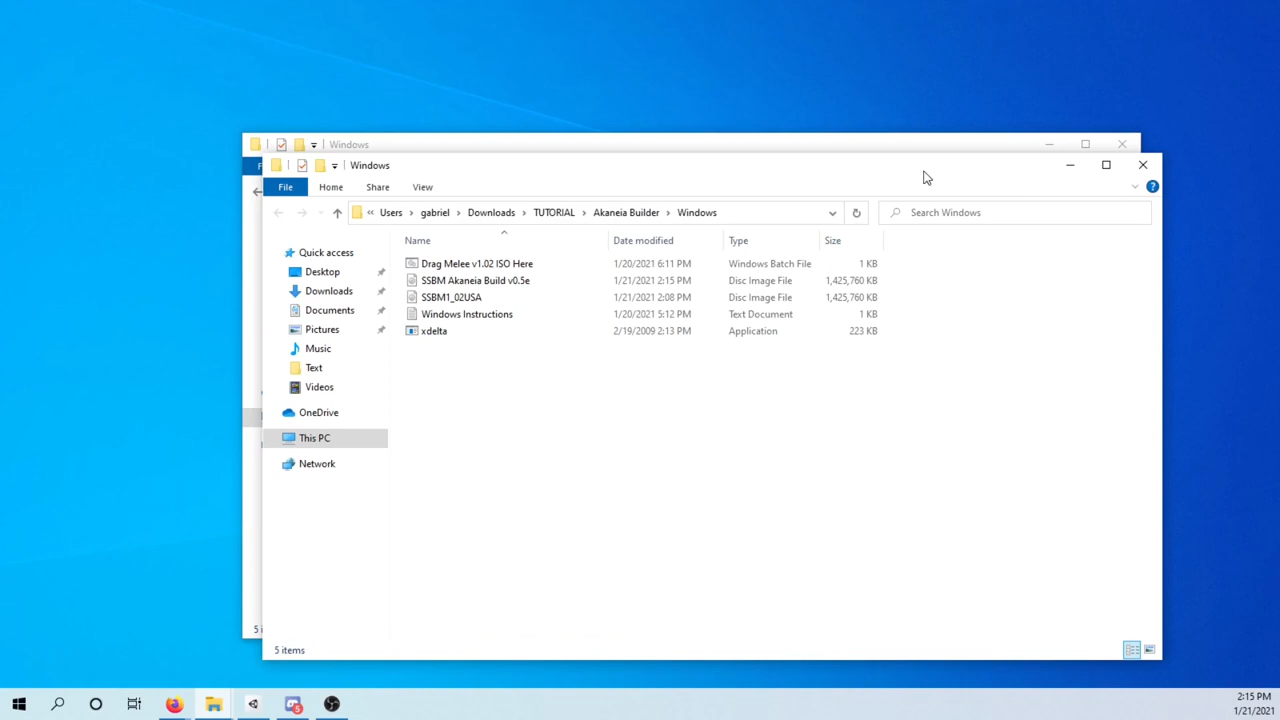 Windows
Windows
File Home Share View
« Users > gabriel > Downloads > TUTORIAL > Akaneia Builder > Windows
Search Windows
Name Date modified Type Size
Quick access
Desktop
Downloads
Documents
Pictures
Music
Text
Videos
OneDrive
This PC
Network
Drag Melee v1.02 ISO Here 1/20/2021 6:11 PM Windows Batch File 1 KB
SSBM Akaneia Build v0.5e 1/21/2021 2:15 PM Disc Image File 1,425,760 KB
SSBM1_02USA 1/21/2021 2:08 PM Disc Image File 1,425,760 KB
Windows Instructions 1/20/2021 5:12 PM Text Document 1 KB
xdelta 2/19/2009 2:13 PM Application 223 KB
5 i
5 items
5
2:15 PM
1/21/2021